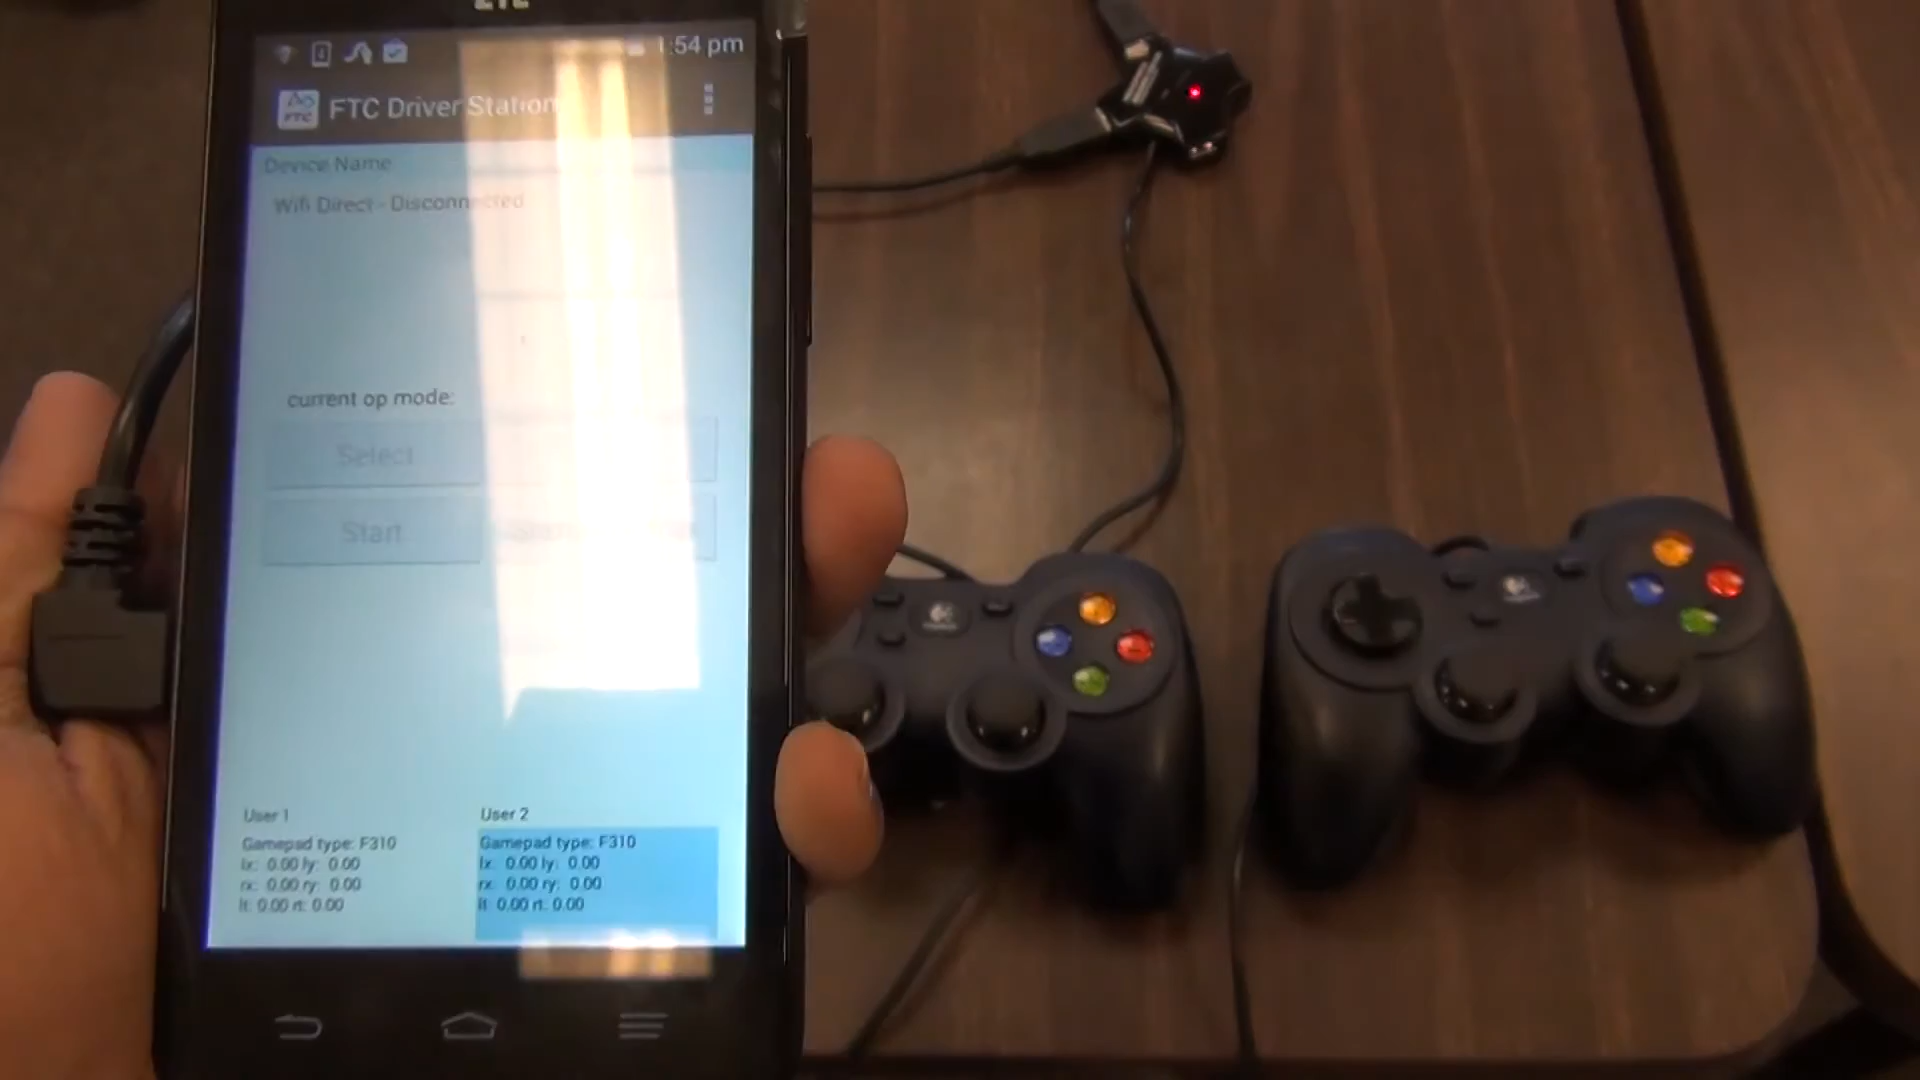 ZTE
1:54 pm
FTC Driver Station
Device Name
Wifi Direct - Disconnected
current op mode:
Select
Start
User 1
User 2
Gamepad type: F310
lx: 0.00 ly: 0.00
rx: 0.00 ry: 0.00
lt: 0.00 rt: 0.00
Gamepad type: F310
lx: 0.00 ly: 0.00
rx: 0.00 ry: 0.00
lt: 0.00 rt: 0.00